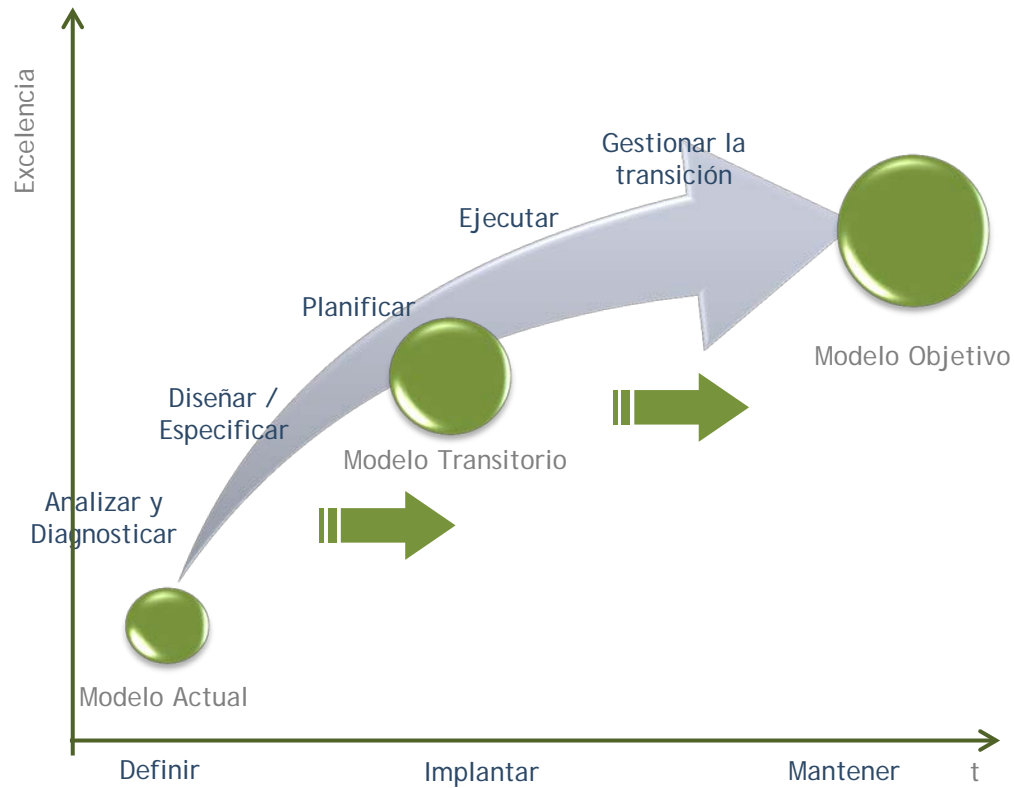 Excelencia
Gestionar la
transición
Ejecutar
Planificar
Modelo Objetivo
Diseñar /
Especificar
Modelo Transitorio
Analizar y
Diagnosticar
Modelo Actual
Definir
Implantar
Mantener
t